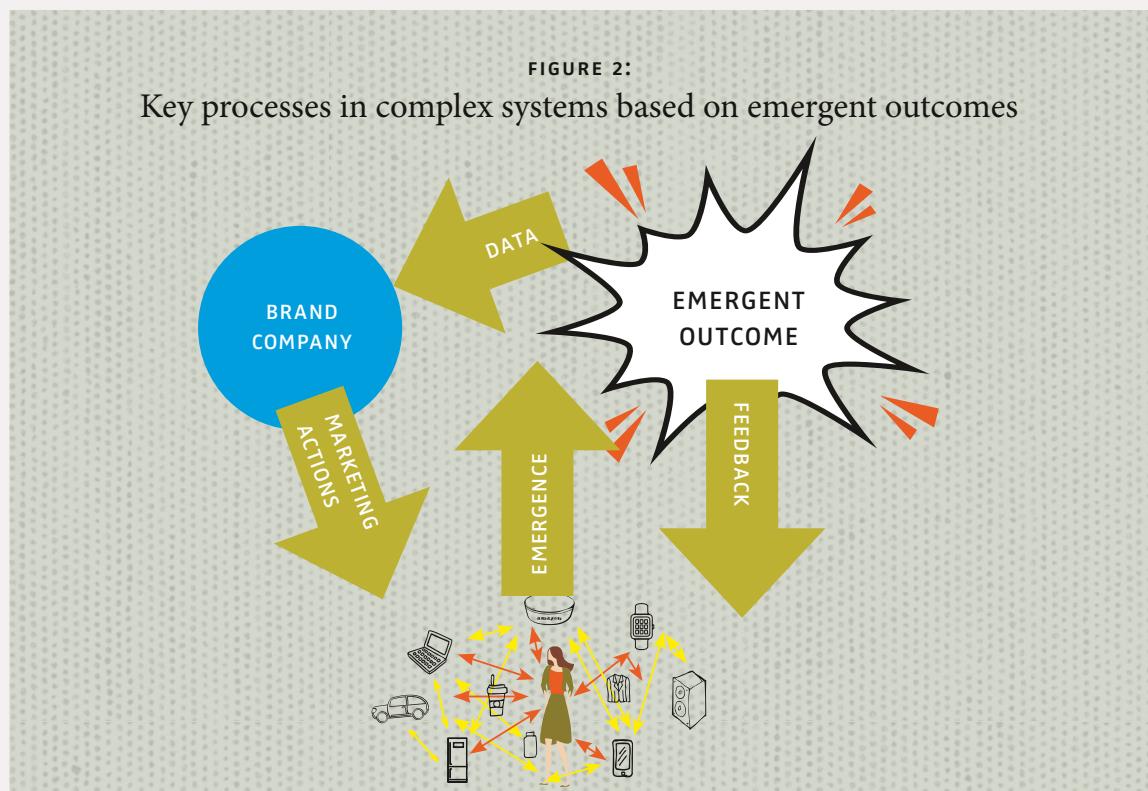 FIGURE 2:
Key processes in complex systems based on emergent outcomes
DATA
BRAND
COMPANY
EMERGENT
OUTCOME
MARKETING
ACTIONS
EMERGENCE
FEEDBACK
amazon